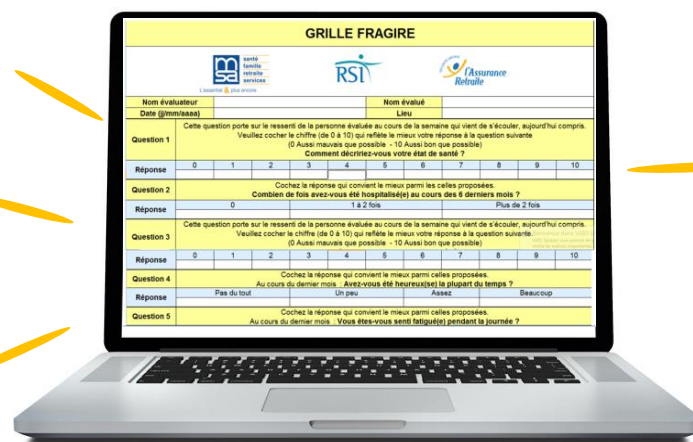 GRILLE FRAGIRE
msa
santé
famille
retraite
services
L'essentiel & plus encore
RSI
l'Assurance
Retraite
Nom évaluateur Nom évalué
Date (jj/mm/aaaa) Lieu
Question 1
Cette question porte sur le ressenti de la personne évaluée au cours de la semaine qui vient de s'écouler, aujourd'hui compris.
Veuillez cocher le chiffre (de 0 à 10) qui reflète le mieux votre réponse à la question suivante
(0 Aussi mauvais que possible - 10 Aussi bon que possible)
Comment décririez-vous votre état de santé ?
Réponse 0 1 2 3 4 5 6 7 8 9 10
Question 2
Cochez la réponse qui convient le mieux parmi les celles proposées.
Combien de fois avez-vous été hospitalisé(e) au cours des 6 derniers mois ?
Réponse 0 1 à 2 fois Plus de 2 fois
Question 3
Cette question porte sur le ressenti de la personne évaluée au cours de la semaine qui vient de s'écouler, aujourd'hui compris.
Veuillez cocher le chiffre (de 0 à 10) qui reflète le mieux votre réponse à la question suivante.
(0 Aussi mauvais que possible - 10 Aussi bon que possible)
Réponse 0 1 2 3 4 5 6 7 8 9 10
Question 4
Cochez la réponse qui convient le mieux parmi celles proposées.
Au cours du dernier mois : Avez-vous été heureux(se) la plupart du temps ?
Réponse Pas du tout Un peu Assez Beaucoup
Question 5
Cochez la réponse qui convient le mieux parmi celles proposées.
Au cours du dernier mois : Vous êtes-vous senti fatigué(e) pendant la journée ?